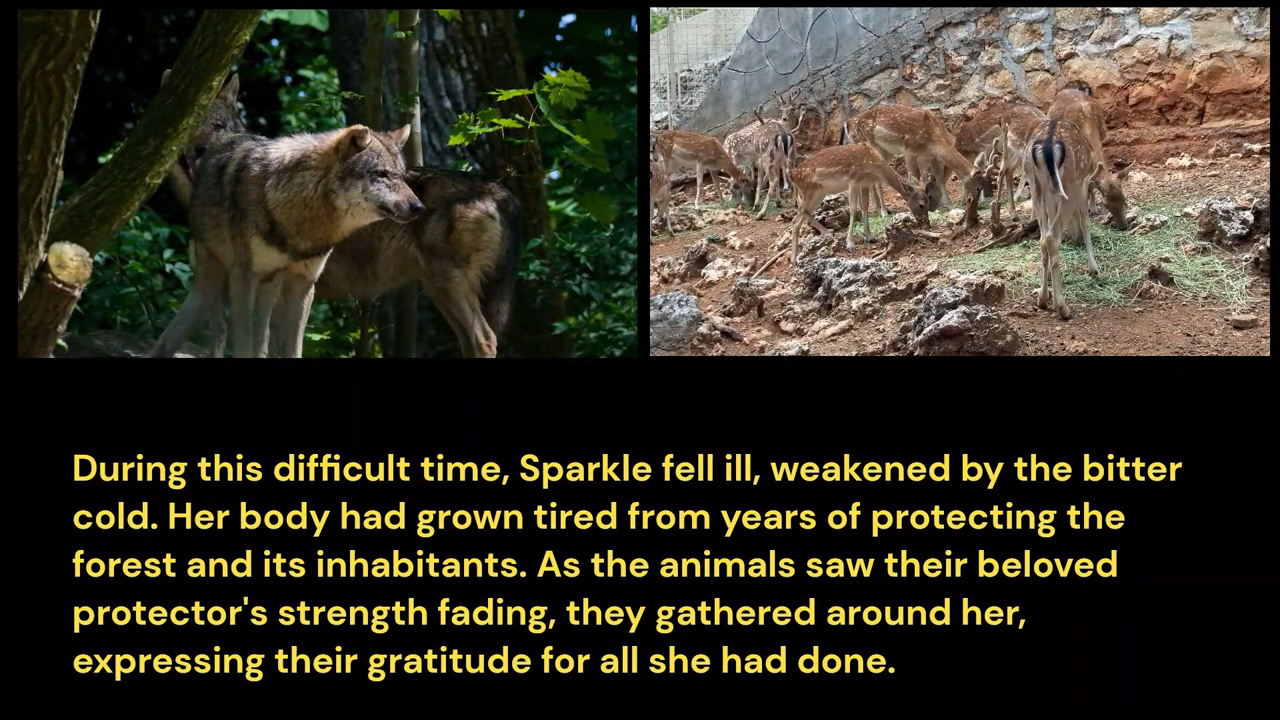 During this difficult time, Sparkle fell ill, weakened by the bitter
cold. Her body had grown tired from years of protecting the
forest and its inhabitants. As the animals saw their beloved
protector's strength fading, they gathered around her,
expressing their gratitude for all she had done.